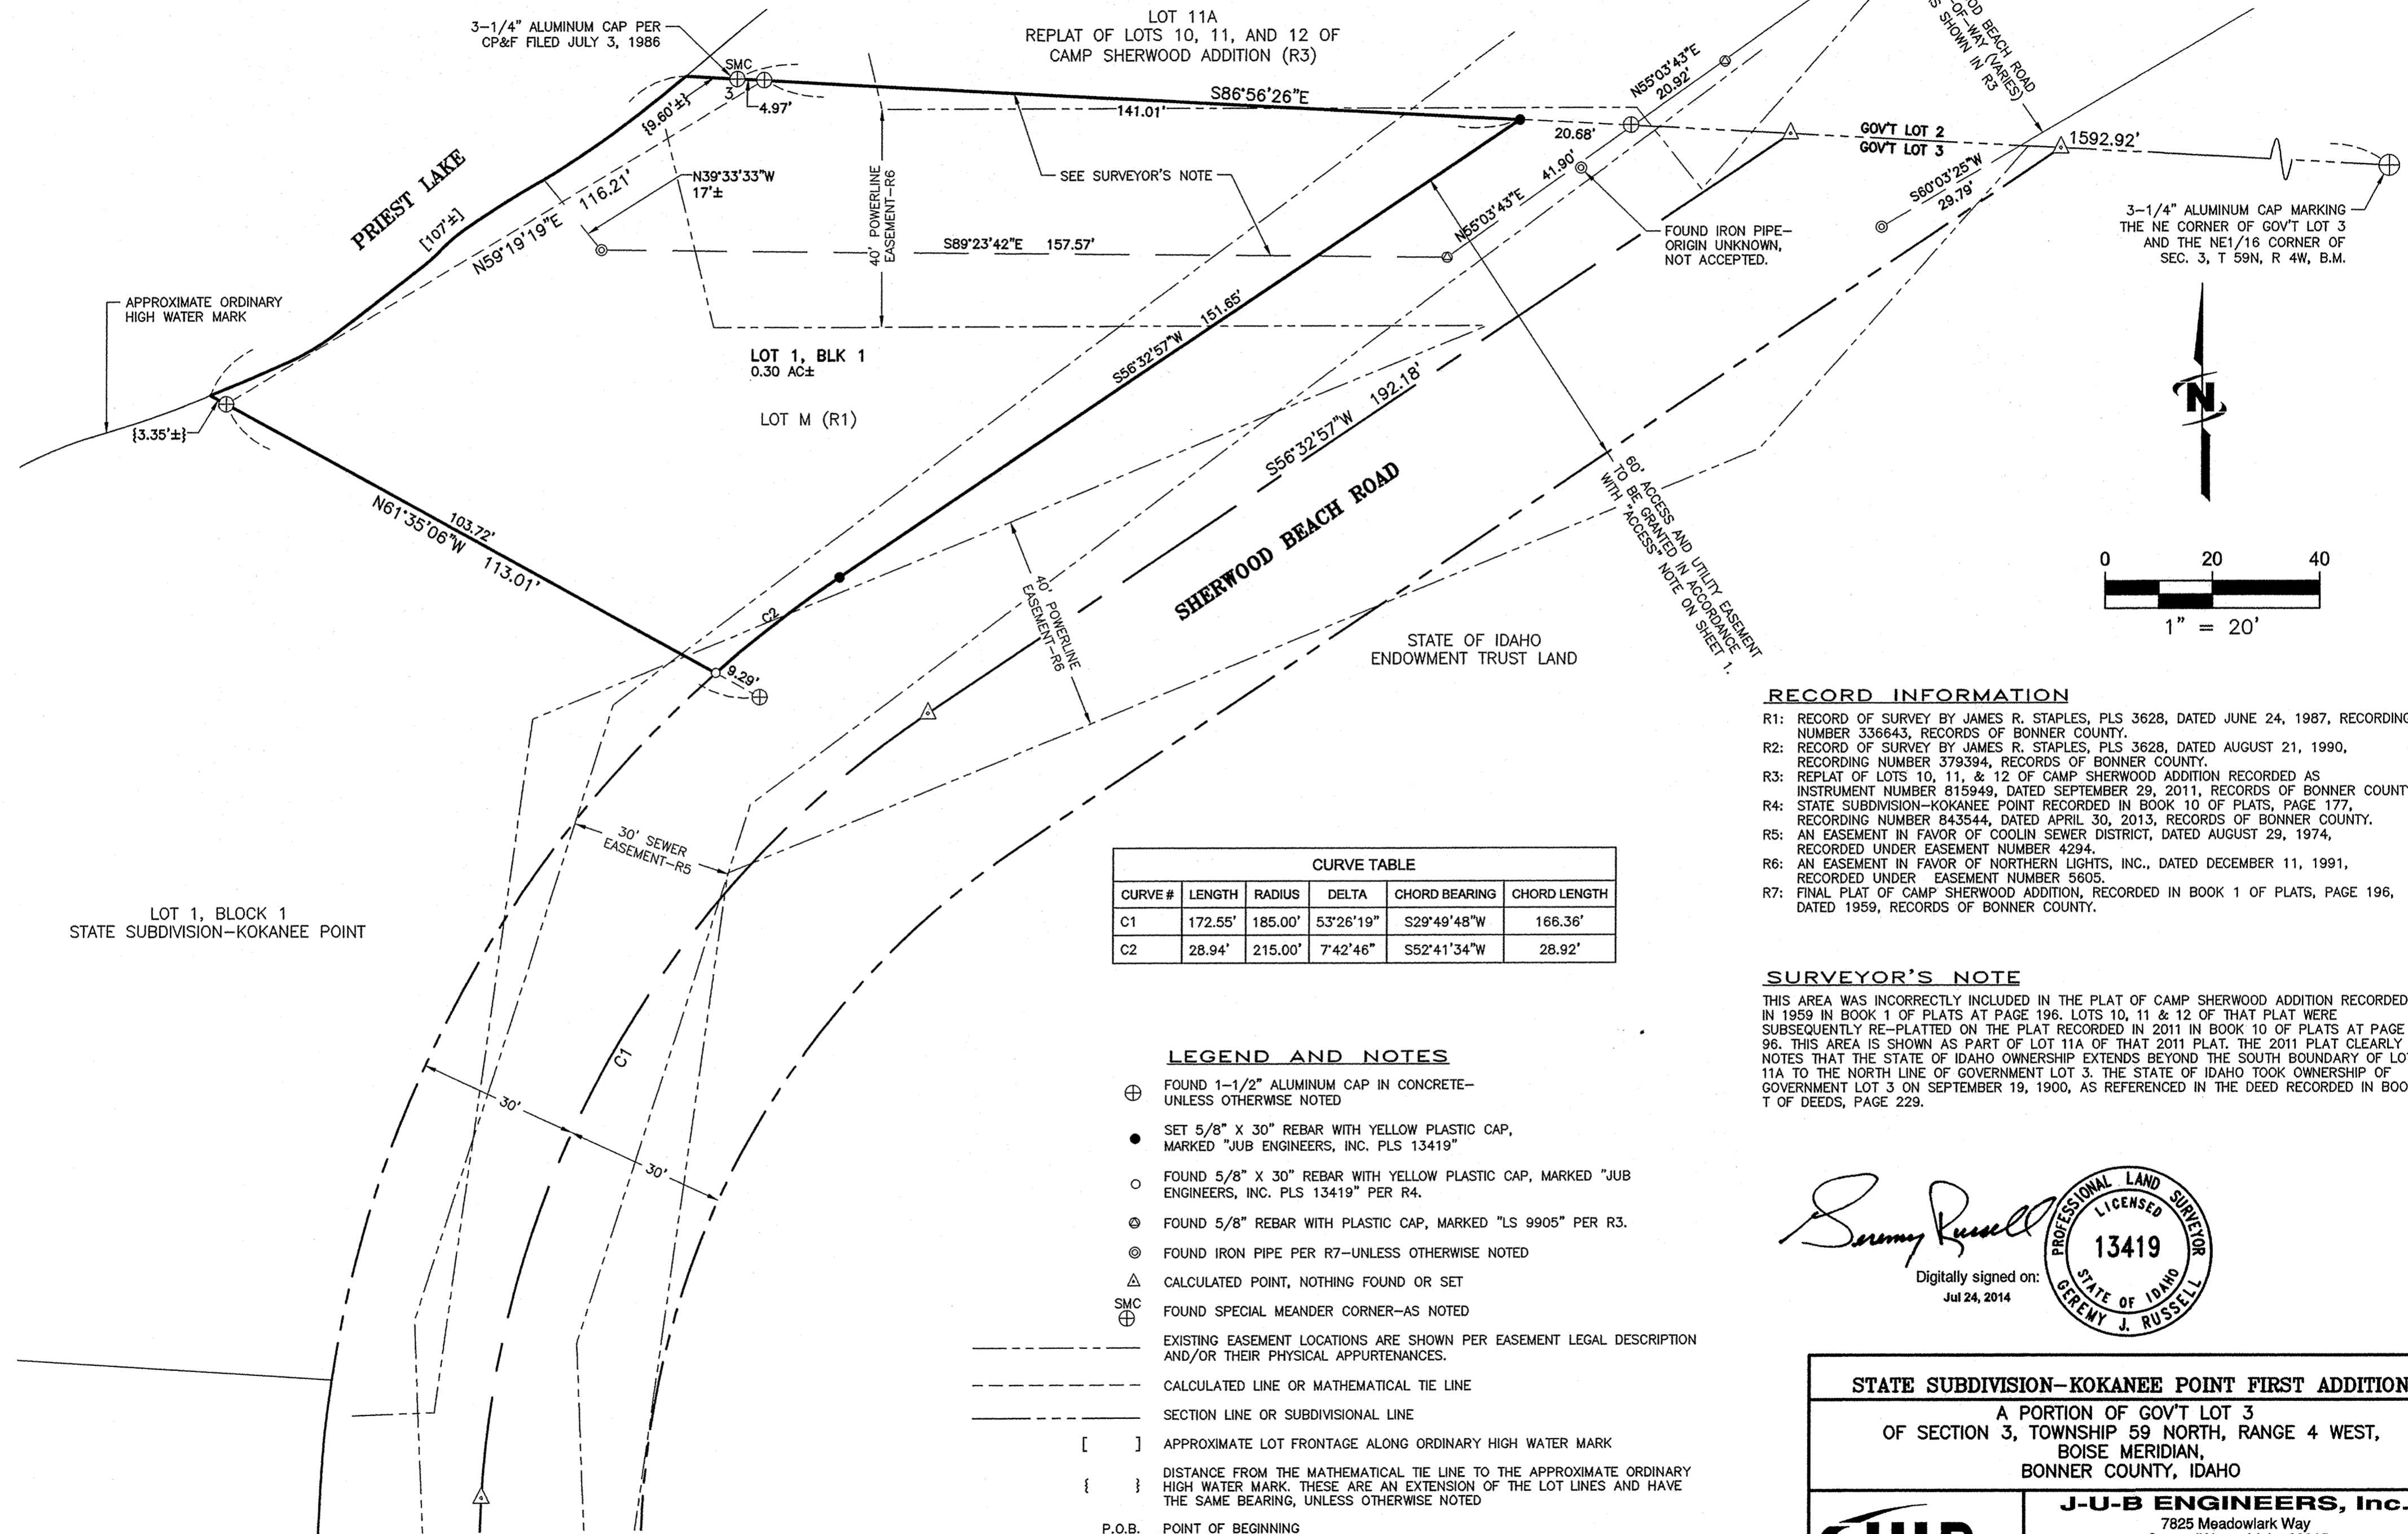 3-1/4" ALUMINUM CAP PER
CP&F FILED JULY 3, 1986
LOT 11A
REPLAT OF LOTS 10, 11, AND 12 OF
CAMP SHERWOOD ADDITION (R3)
OD BEACH ROAD
OF-WAY (VARIES)
S SHOWN IN R3
SMC
3
4.97'
{9.60'±}
S86°56'26"E
141.01'
N55°03'43"E
20.92'
20.68'
GOV'T LOT 2
GOV'T LOT 3
1592.92'
PRIEST LAKE
[107'±]
N59°19'19"E 116.21'
N39°33'33"W
17'±
40' POWERLINE
EASEMENT-R6
SEE SURVEYOR'S NOTE
N55°03'43"E 41.90'
S60°03'25"W
29.79'
FOUND IRON PIPE-
ORIGIN UNKNOWN,
NOT ACCEPTED.
3-1/4" ALUMINUM CAP MARKING
THE NE CORNER OF GOV'T LOT 3
AND THE NE1/16 CORNER OF
SEC. 3, T 59N, R 4W, B.M.
S89°23'42"E 157.57'
APPROXIMATE ORDINARY
HIGH WATER MARK
{3.35'±}
LOT 1, BLK 1
0.30 AC±
LOT M (R1)
S56°32'57"W 151.65'
S56°32'57"W 192.18'
N
N61°35'06"W
103.72'
113.01'
SHERWOOD BEACH ROAD
60' ACCESS AND UTILITY EASEMENT
TO BE GRANTED IN ACCORDANCE
WITH "ACCESS" NOTE ON SHEET 1.
0 20 40
1" = 20'
C2
9.29'
40' POWERLINE
EASEMENT-R6
STATE OF IDAHO
ENDOWMENT TRUST LAND
30' SEWER
EASEMENT-R5
LOT 1, BLOCK 1
STATE SUBDIVISION-KOKANEE POINT
C1
30'
30'
CURVE TABLE
CURVE # LENGTH RADIUS DELTA CHORD BEARING CHORD LENGTH
C1 172.55' 185.00' 53°26'19" S29°49'48"W 166.36'
C2 28.94' 215.00' 7°42'46" S52°41'34"W 28.92'
RECORD INFORMATION
R1: RECORD OF SURVEY BY JAMES R. STAPLES, PLS 3628, DATED JUNE 24, 1987, RECORDING
NUMBER 336643, RECORDS OF BONNER COUNTY.
R2: RECORD OF SURVEY BY JAMES R. STAPLES, PLS 3628, DATED AUGUST 21, 1990,
RECORDING NUMBER 379394, RECORDS OF BONNER COUNTY.
R3: REPLAT OF LOTS 10, 11, & 12 OF CAMP SHERWOOD ADDITION RECORDED AS
INSTRUMENT NUMBER 815949, DATED SEPTEMBER 29, 2011, RECORDS OF BONNER COUNT
R4: STATE SUBDIVISION-KOKANEE POINT RECORDED IN BOOK 10 OF PLATS, PAGE 177,
RECORDING NUMBER 843544, DATED APRIL 30, 2013, RECORDS OF BONNER COUNTY.
R5: AN EASEMENT IN FAVOR OF COOLIN SEWER DISTRICT, DATED AUGUST 29, 1974,
RECORDED UNDER EASEMENT NUMBER 4294.
R6: AN EASEMENT IN FAVOR OF NORTHERN LIGHTS, INC., DATED DECEMBER 11, 1991,
RECORDED UNDER EASEMENT NUMBER 5605.
R7: FINAL PLAT OF CAMP SHERWOOD ADDITION, RECORDED IN BOOK 1 OF PLATS, PAGE 196,
DATED 1959, RECORDS OF BONNER COUNTY.
SURVEYOR'S NOTE
THIS AREA WAS INCORRECTLY INCLUDED IN THE PLAT OF CAMP SHERWOOD ADDITION RECORDED
IN 1959 IN BOOK 1 OF PLATS AT PAGE 196. LOTS 10, 11 & 12 OF THAT PLAT WERE
SUBSEQUENTLY RE-PLATTED ON THE PLAT RECORDED IN 2011 IN BOOK 10 OF PLATS AT PAGE
96. THIS AREA IS SHOWN AS PART OF LOT 11A OF THAT 2011 PLAT. THE 2011 PLAT CLEARLY
NOTES THAT THE STATE OF IDAHO OWNERSHIP EXTENDS BEYOND THE SOUTH BOUNDARY OF LO
11A TO THE NORTH LINE OF GOVERNMENT LOT 3. THE STATE OF IDAHO TOOK OWNERSHIP OF
GOVERNMENT LOT 3 ON SEPTEMBER 19, 1900, AS REFERENCED IN THE DEED RECORDED IN BOO
T OF DEEDS, PAGE 229.
LEGEND AND NOTES
FOUND 1-1/2" ALUMINUM CAP IN CONCRETE-
UNLESS OTHERWISE NOTED
SET 5/8" X 30" REBAR WITH YELLOW PLASTIC CAP,
MARKED "JUB ENGINEERS, INC. PLS 13419"
FOUND 5/8" X 30" REBAR WITH YELLOW PLASTIC CAP, MARKED "JUB
ENGINEERS, INC. PLS 13419" PER R4.
FOUND 5/8" REBAR WITH PLASTIC CAP, MARKED "LS 9905" PER R3.
FOUND IRON PIPE PER R7-UNLESS OTHERWISE NOTED
CALCULATED POINT, NOTHING FOUND OR SET
SMC FOUND SPECIAL MEANDER CORNER-AS NOTED
EXISTING EASEMENT LOCATIONS ARE SHOWN PER EASEMENT LEGAL DESCRIPTION
AND/OR THEIR PHYSICAL APPURTENANCES.
CALCULATED LINE OR MATHEMATICAL TIE LINE
SECTION LINE OR SUBDIVISIONAL LINE
[ ] APPROXIMATE LOT FRONTAGE ALONG ORDINARY HIGH WATER MARK
{ } DISTANCE FROM THE MATHEMATICAL TIE LINE TO THE APPROXIMATE ORDINARY
HIGH WATER MARK. THESE ARE AN EXTENSION OF THE LOT LINES AND HAVE
THE SAME BEARING, UNLESS OTHERWISE NOTED
P.O.B. POINT OF BEGINNING
Geremy Russell
Digitally signed on:
Jul 24, 2014
PROFESSIONAL LAND SURVEYOR
LICENSED
13419
STATE OF IDAHO
GEREMY J. RUSSELL
STATE SUBDIVISION-KOKANEE POINT FIRST ADDITION
A PORTION OF GOV'T LOT 3
OF SECTION 3, TOWNSHIP 59 NORTH, RANGE 4 WEST,
BOISE MERIDIAN,
BONNER COUNTY, IDAHO
J-U-B ENGINEERS, Inc.
7825 Meadowlark Way